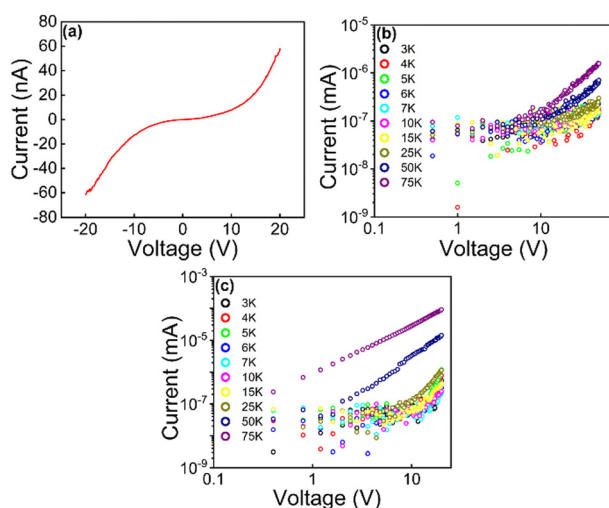 (a)
80
60
40
20
0
-20
-40
-60
-80
Current (nA)
-20 -10 0 10 20
Voltage (V)
(b)
10-5
10-6
10-7
10-8
10-9
Current (mA)
3K
4K
5K
6K
7K
10K
15K
25K
50K
75K
0.1 1 10
Voltage (V)
(c)
10-3
10-5
10-7
10-9
Current (mA)
3K
4K
5K
6K
7K
10K
15K
25K
50K
75K
0.1 1 10
Voltage (V)